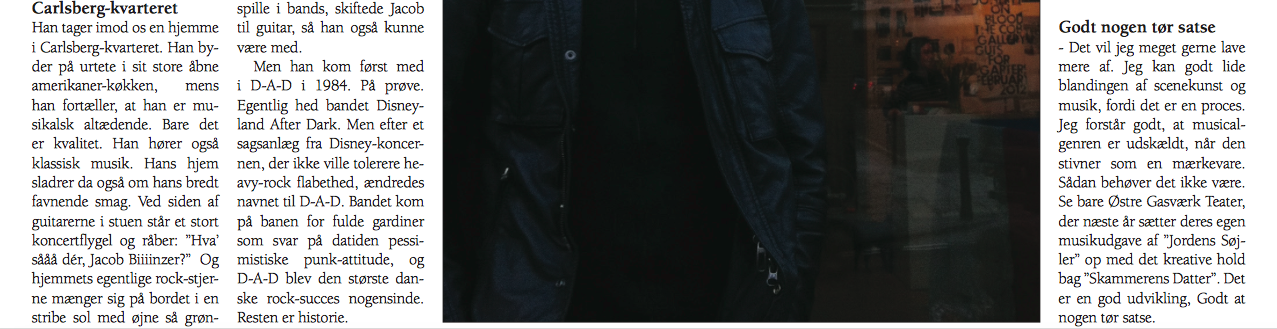 Carlsberg-kvarteret
Han tager imod os en hjemme
i Carlsberg-kvarteret. Han by-
der på urtete i sit store åbne
amerikaner-køkken, mens
han fortæller, at han er mu-
sikalsk altædende. Bare det
er kvalitet. Han hører også
klassisk musik. Hans hjem
sladrer da også om hans bredt
favnende smag. Ved siden af
guitarerne i stuen står et stort
koncertflygel og råber: ”Hva’
sååå dér, Jacob Biiiinzer?” Og
hjemmets egentlige rock-stjer-
ne mænger sig på bordet i en
stribe sol med øjne så grøn-
spille i bands, skiftede Jacob
til guitar, så han også kunne
være med.
Men han kom først med
i D-A-D i 1984. På prøve.
Egentlig hed bandet Disney-
land After Dark. Men efter et
sagsanlæg fra Disney-koncer-
nen, der ikke ville tolerere he-
avy-rock flabethed, ændredes
navnet til D-A-D. Bandet kom
på banen for fulde gardiner
som svar på datiden pessi-
mistiske punk-attitude, og
D-A-D blev den største dan-
ske rock-succes nogensinde.
Resten er historie.
BLOOD
IN THE
GALLO
GUTS
FOR
Godt nogen tør satse
- Det vil jeg meget gerne lave
mere af. Jeg kan godt lide
blandingen af scenekunst og
musik, fordi det er en proces.
Jeg forstår godt, at musical-
genren er udskældt, når den
stivner som en mærkevare.
Sådan behøver det ikke være.
Se bare Østre Gasværk Teater,
der næste år sætter deres egen
musikudgave af ”Jordens Søj-
ler” op med det kreative hold
bag ”Skammerens Datter”. Det
er en god udvikling, Godt at
nogen tør satse.